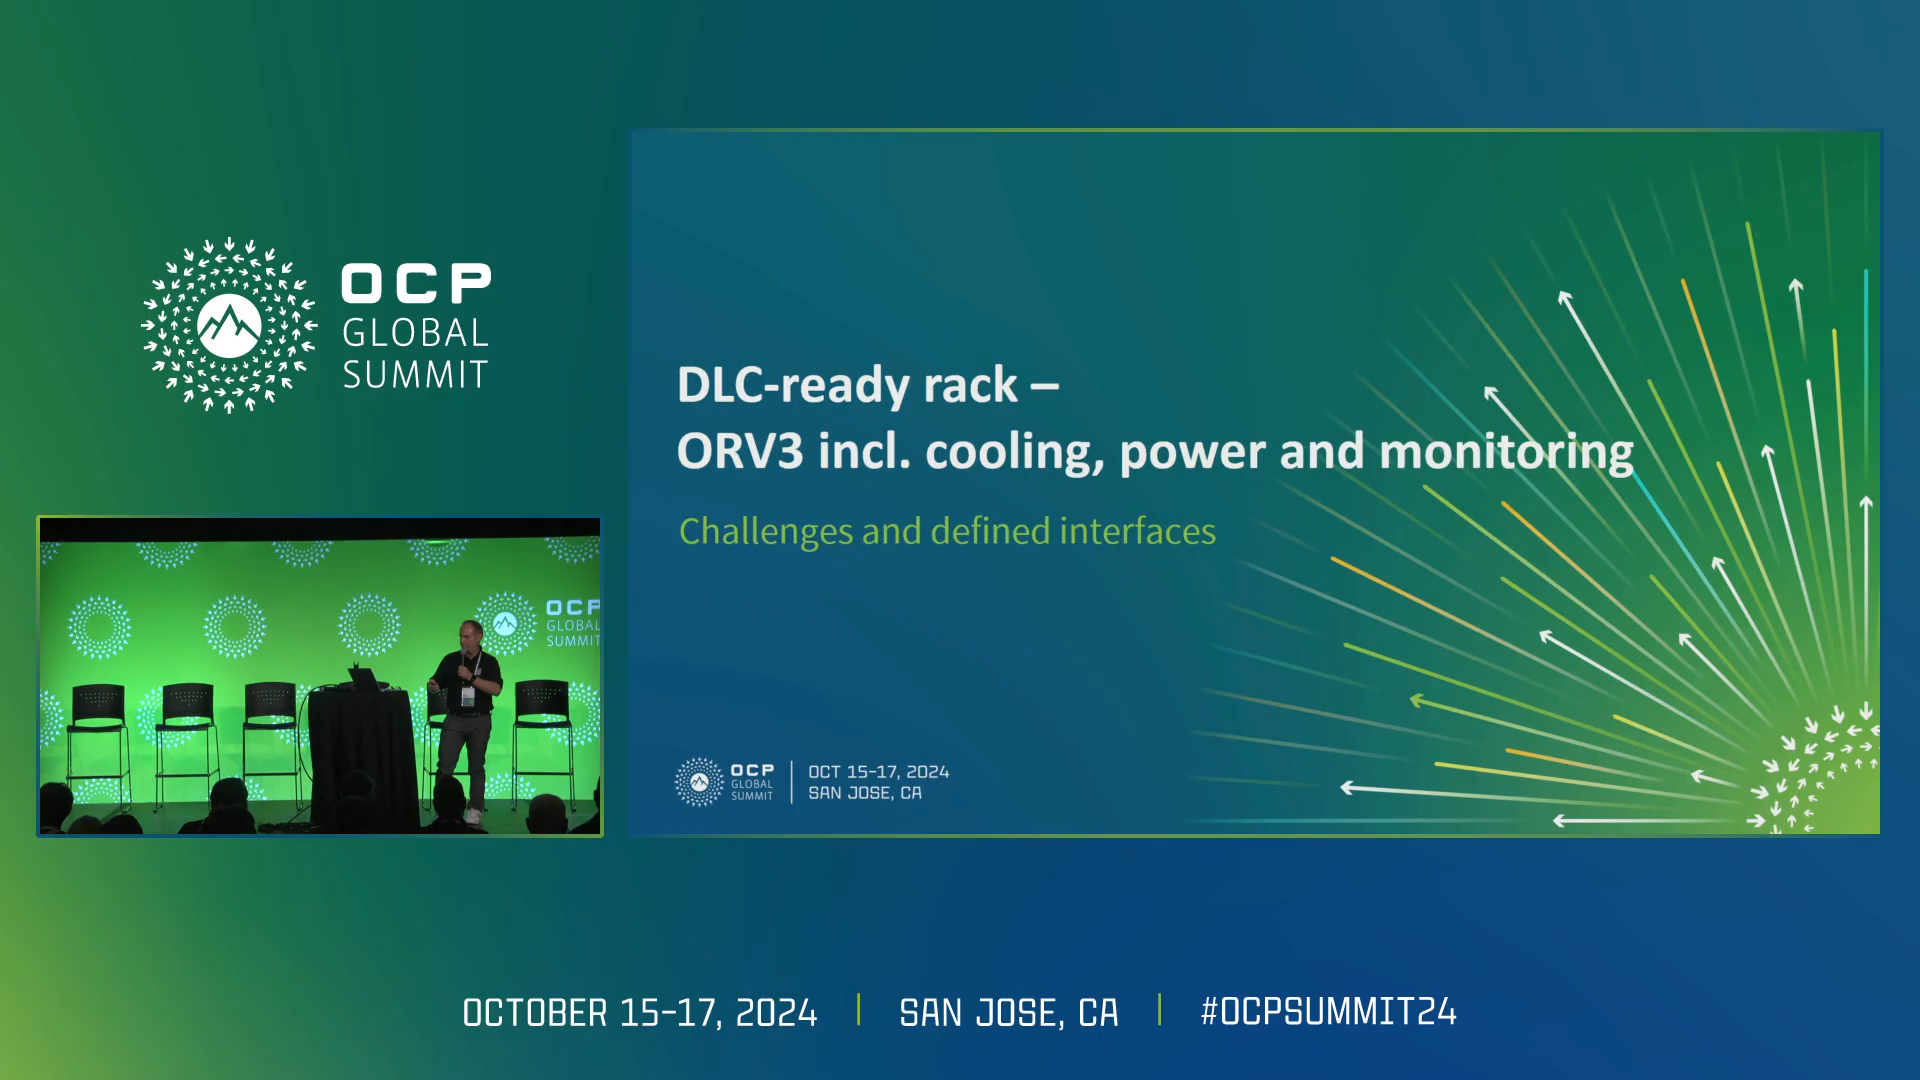 OCP
GLOBAL
SUMMIT
DLC-ready rack –
ORV3 incl. cooling, power and monitoring
Challenges and defined interfaces
OCP
GLOBAL
SUMMIT
OCT 15-17, 2024
SAN JOSE, CA
OCP
GLOBAL
SUMMIT
OCTOBER 15-17, 2024
SAN JOSE, CA
#OCPSUMMIT24